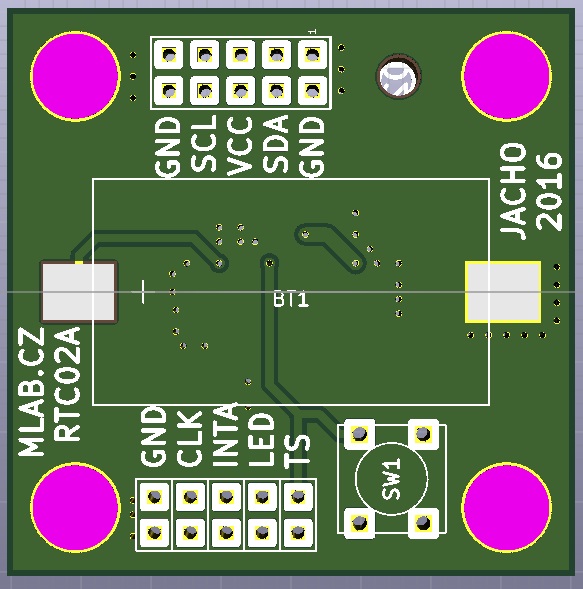 1
GND
SCL
VCC
SDA
GND
JACHO
2016
BT1
MLAB.CZ
RTC02A
GND
CLK
INTA
LED
TS
SW1